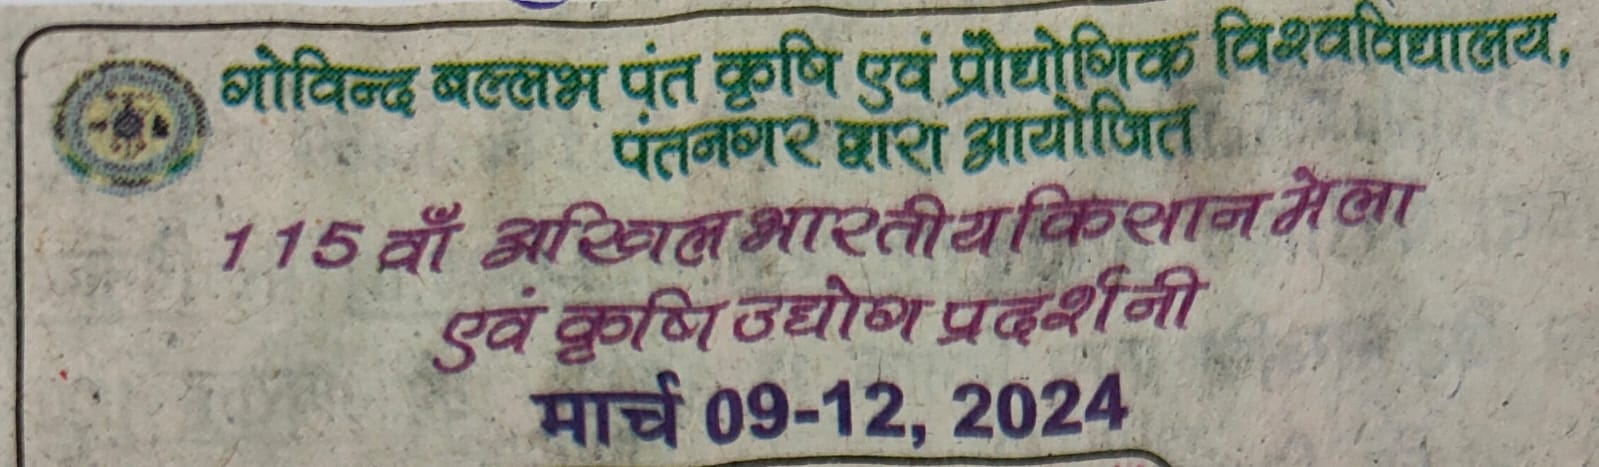 गोविन्द बल्लभ पंत कृषि एवं प्रौद्योगिक विश्वविद्यालय,
पंतनगर द्वारा आयोजित
115 वाँ अखिल भारतीय किसान मेला
एवं कृषि उद्योग प्रदर्शनी
मार्च 09-12, 2024